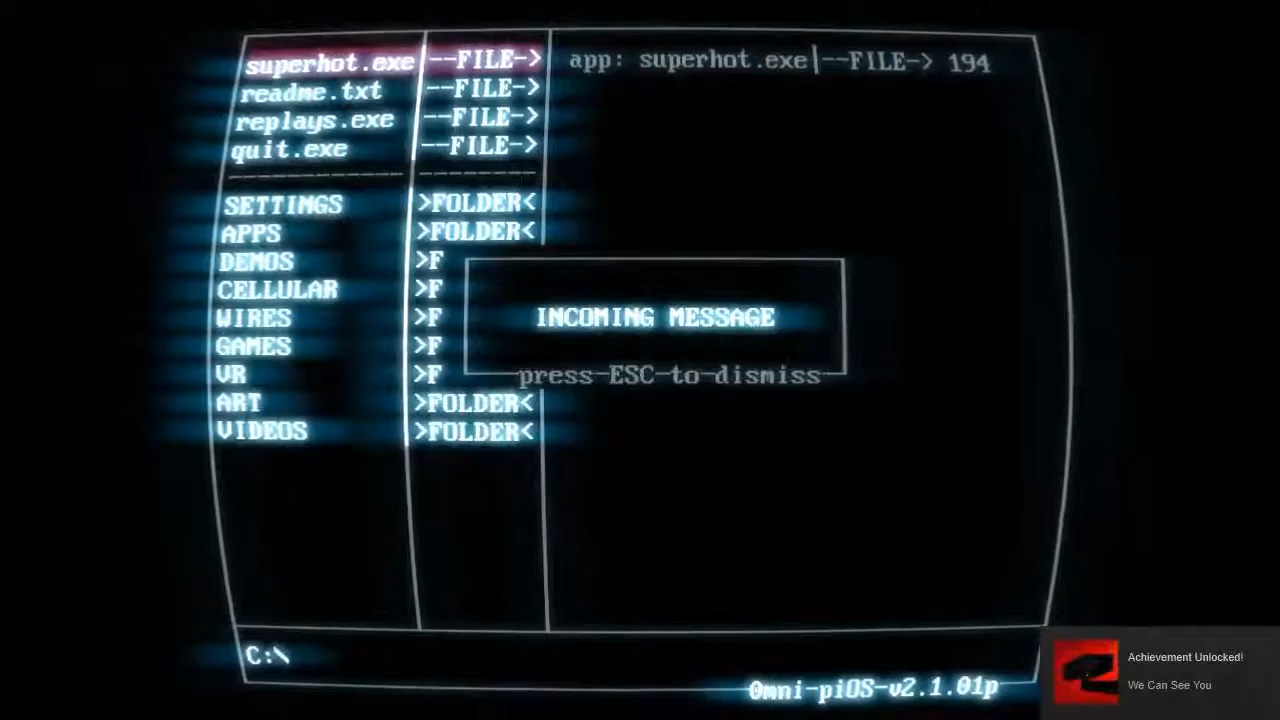 superhot.exe --FILE-> app: superhot.exe --FILE-> 194
readme.txt --FILE->
replays.exe --FILE->
quit.exe --FILE->
SETTINGS >FOLDER<
APPS >FOLDER<
DEMOS >F
CELLULAR >F
WIRES >F
GAMES >F
VR >F
ART >FOLDER<
VIDEOS >FOLDER<
INCOMING MESSAGE
press ESC to dismiss
C:\
0mni-piOS-v2.1.01p
Achievement Unlocked!
We Can See You